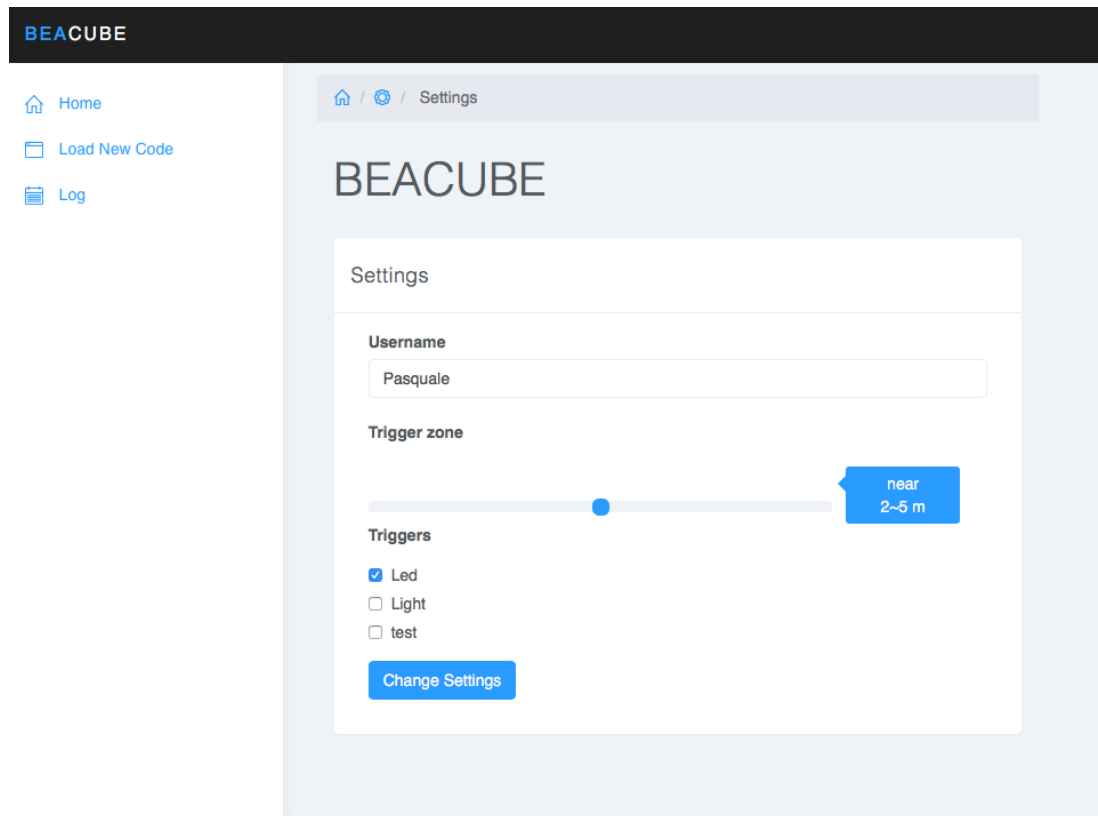 BEACUBE
Home
Load New Code
Log
/ / Settings
BEACUBE
Settings
Username
Pasquale
Trigger zone
near
2~5 m
Triggers
Led
Light
test
Change Settings